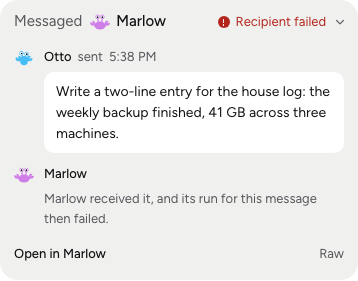 Messaged Marlow Recipient failed
Otto sent 5:38 PM
Write a two-line entry for the house log: the
weekly backup finished, 41 GB across three
machines.
Marlow
Marlow received it, and its run for this message
then failed.
Open in Marlow Raw